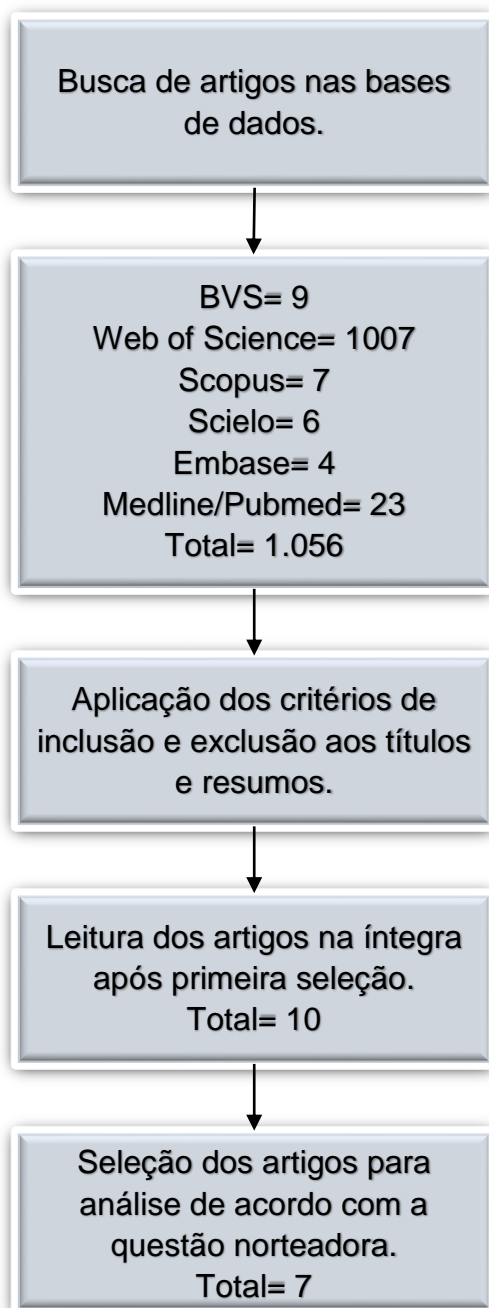 Busca de artigos nas bases
de dados.
BVS= 9
Web of Science= 1007
Scopus= 7
Scielo= 6
Embase= 4
Medline/Pubmed= 23
Total= 1.056
Aplicação dos critérios de
inclusão e exclusão aos títulos
e resumos.
Leitura dos artigos na íntegra
após primeira seleção.
Total= 10
Seleção dos artigos para
análise de acordo com a
questão norteadora.
Total= 7